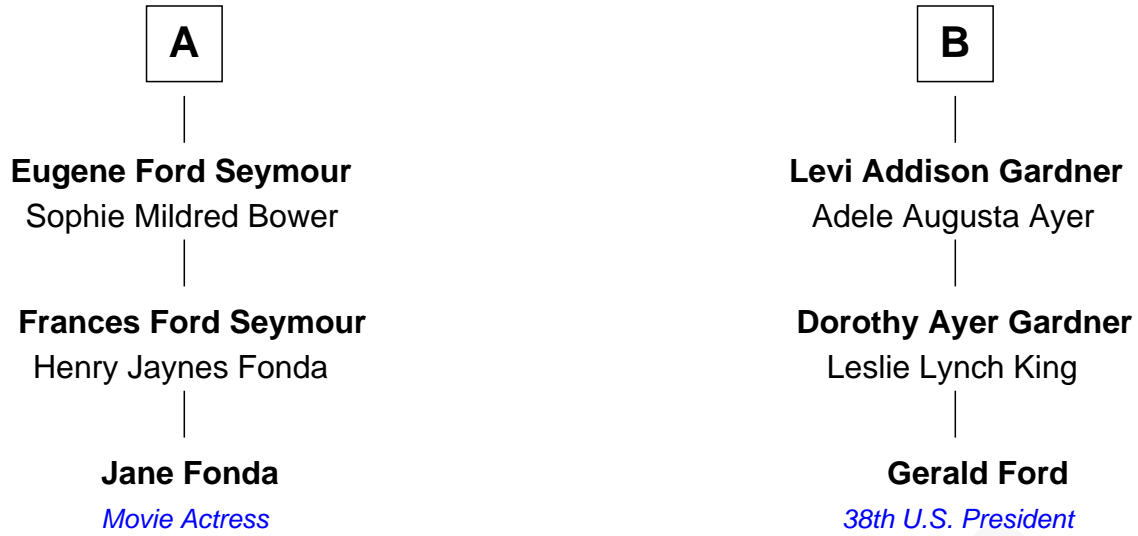 A
Eugene Ford Seymour
Sophie Mildred Bower
Frances Ford Seymour
Henry Jaynes Fonda
Jane Fonda
Movie Actress
B
Levi Addison Gardner
Adele Augusta Ayer
Dorothy Ayer Gardner
Leslie Lynch King
Gerald Ford
38th U.S. President